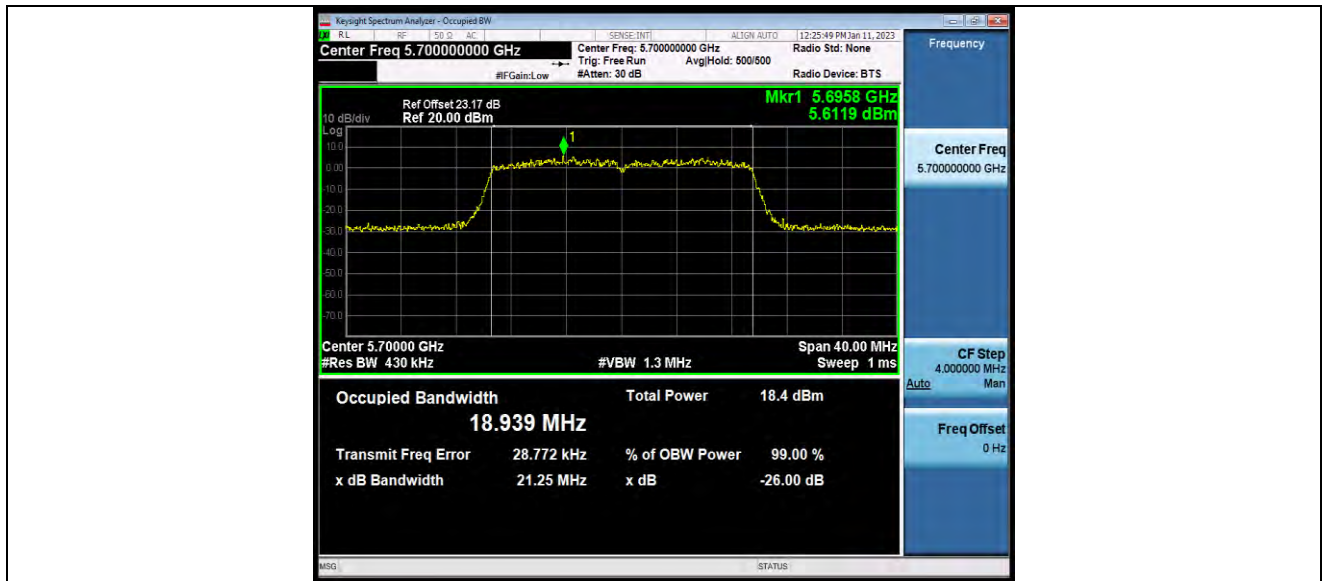 Keysight Spectrum Analyzer - Occupied BW
RL RF 50 Ω AC SENSE:INT ALIGN AUTO 12:25:49 PM Jan 11, 2023
Center Freq 5.700000000 GHz
Center Freq: 5.700000000 GHz Radio Std: None
Trig: Free Run Avg|Hold: 500/500
#IFGain:Low #Atten: 30 dB Radio Device: BTS
Frequency
Mkr1 5.6958 GHz
5.6119 dBm
Ref Offset 23.17 dB
10 dB/div Ref 20.00 dBm
Log
10.0
0.00
-10.0
-20.0
-30.0
-40.0
-50.0
-60.0
-70.0
1
Center 5.70000 GHz Span 40.00 MHz
#Res BW 430 kHz #VBW 1.3 MHz Sweep 1 ms
Center Freq
5.700000000 GHz
CF Step
4.000000 MHz
Auto Man
Freq Offset
0 Hz
Occupied Bandwidth Total Power 18.4 dBm
18.939 MHz
Transmit Freq Error 28.772 kHz % of OBW Power 99.00 %
x dB Bandwidth 21.25 MHz x dB -26.00 dB
MSG STATUS